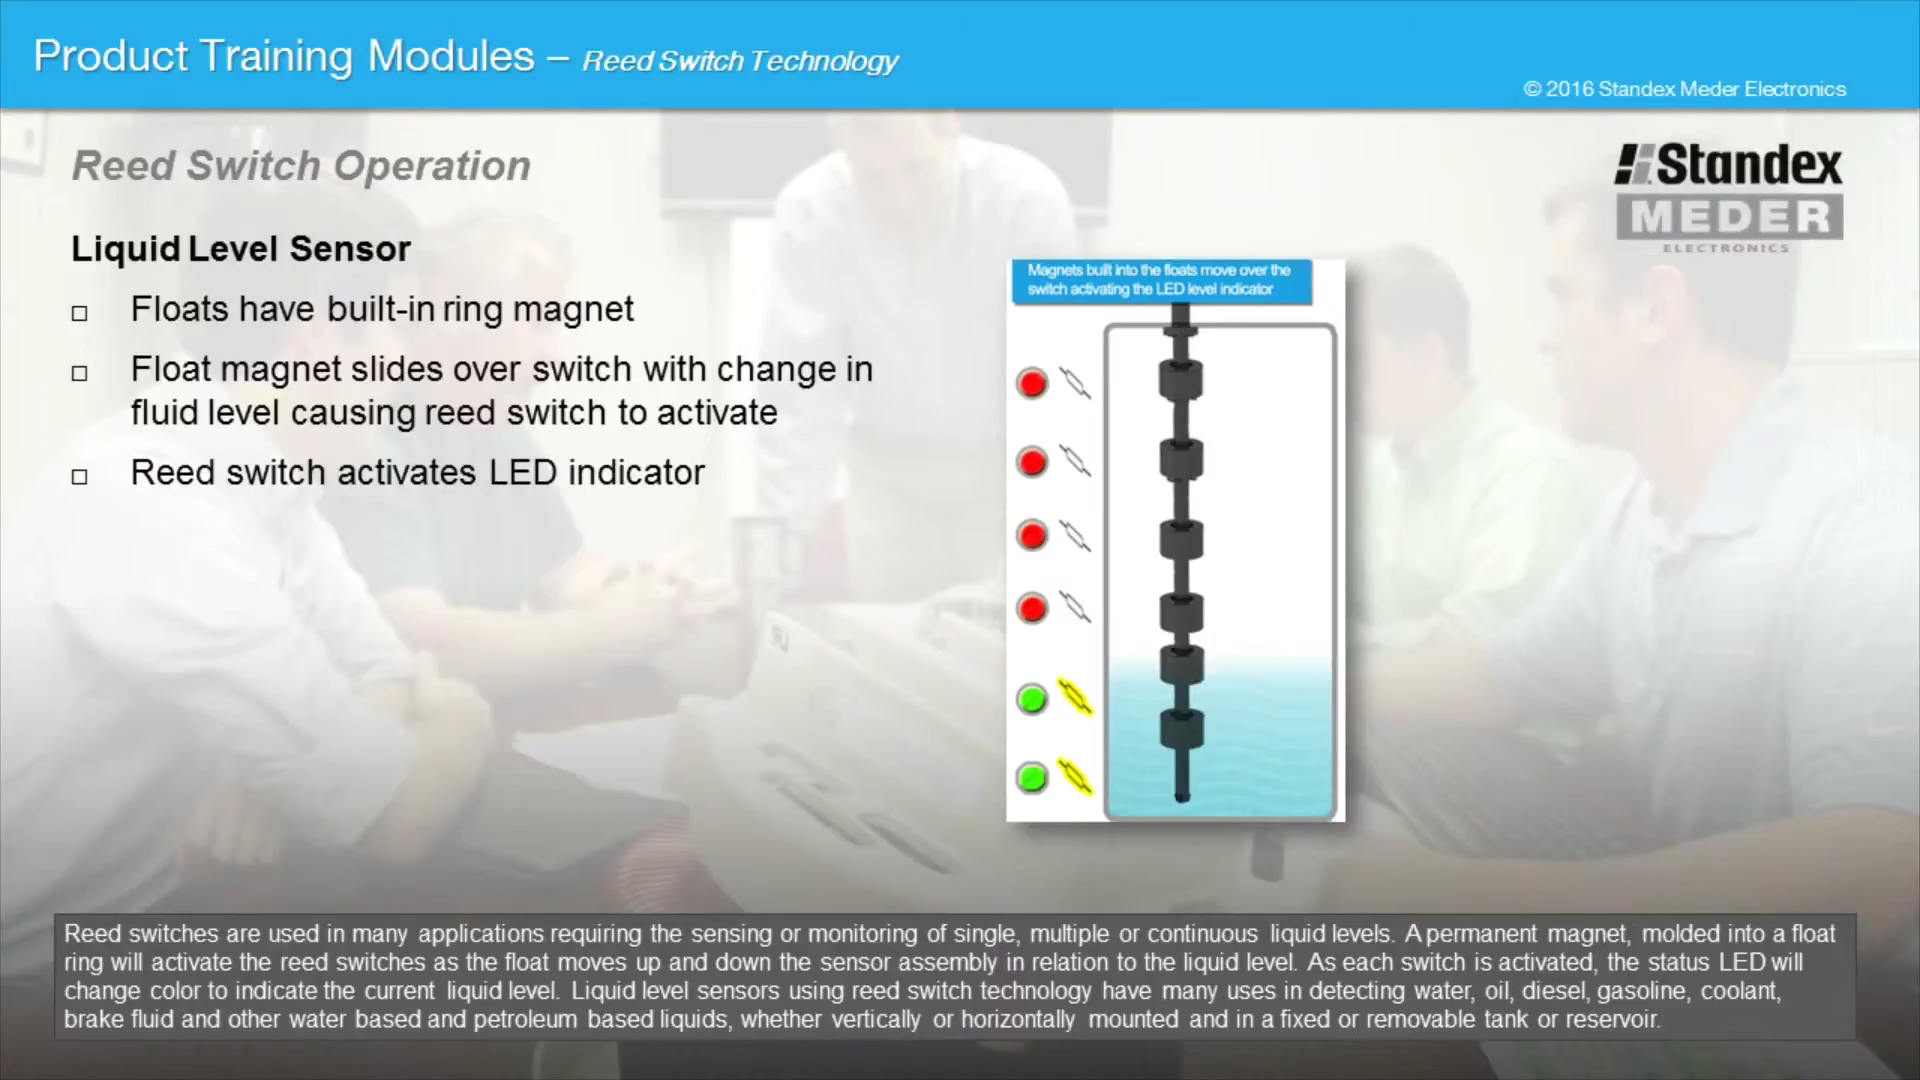 Product Training Modules – Reed Switch Technology
© 2016 Standex Meder Electronics
Reed Switch Operation
Standex
MEDER
ELECTRONICS
Liquid Level Sensor
Floats have built-in ring magnet
Float magnet slides over switch with change in
fluid level causing reed switch to activate
Reed switch activates LED indicator
Magnets built into the floats move over the
switch activating the LED level indicator
Reed switches are used in many applications requiring the sensing or monitoring of single, multiple or continuous liquid levels. A permanent magnet, molded into a float
ring will activate the reed switches as the float moves up and down the sensor assembly in relation to the liquid level. As each switch is activated, the status LED will
change color to indicate the current liquid level. Liquid level sensors using reed switch technology have many uses in detecting water, oil, diesel, gasoline, coolant,
brake fluid and other water based and petroleum based liquids, whether vertically or horizontally mounted and in a fixed or removable tank or reservoir.